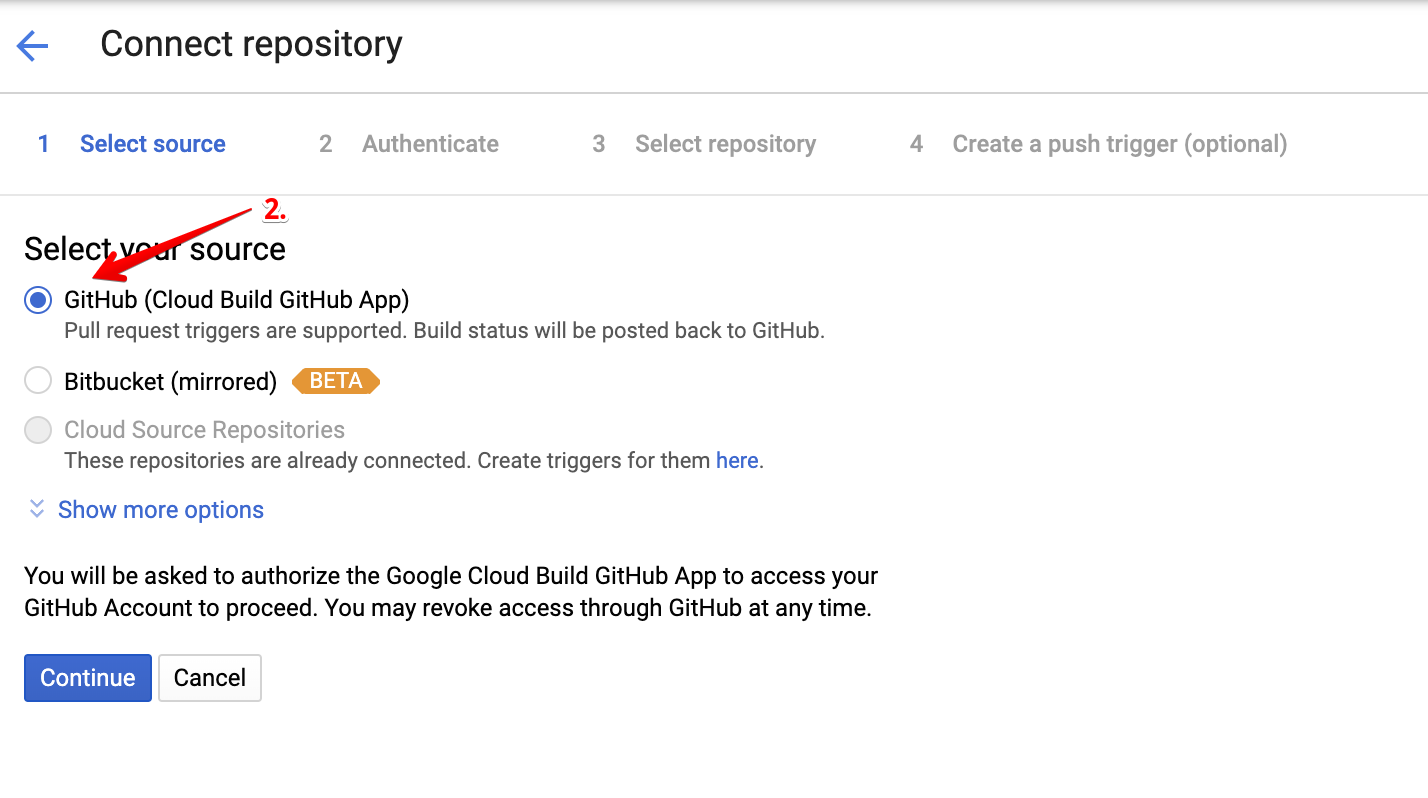 Connect repository
1 Select source 2 Authenticate 3 Select repository 4 Create a push trigger (optional)
2.
Select your source
GitHub (Cloud Build GitHub App)
Pull request triggers are supported. Build status will be posted back to GitHub.
Bitbucket (mirrored) BETA
Cloud Source Repositories
These repositories are already connected. Create triggers for them here.
Show more options
You will be asked to authorize the Google Cloud Build GitHub App to access your
GitHub Account to proceed. You may revoke access through GitHub at any time.
Continue Cancel